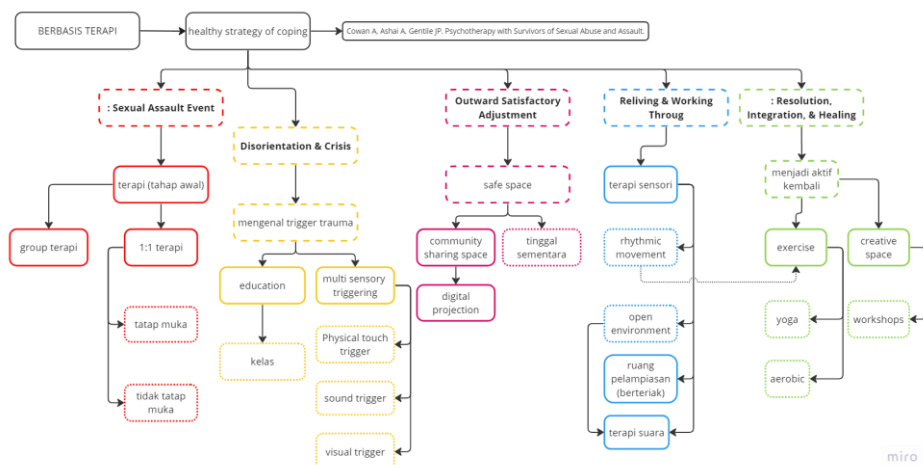 BERBASIS TERAPI
healthy strategy of coping
Cowan A, Ashai A, Gentile JP. Psychotherapy with Survivors of Sexual Abuse and Assault.
: Sexual Assault Event
terapi (tahap awal)
group terapi
1:1 terapi
tatap muka
tidak tatap
muka
Disorientation & Crisis
mengenal trigger trauma
education
multi sensory
triggering
kelas
Physical touch
trigger
sound trigger
visual trigger
Outward Satisfactory
Adjustment
safe space
community
sharing space
tinggal
sementara
digital
projection
Reliving & Working
Throug
terapi sensori
rhythmic
movement
open
environment
ruang
pelampiasan
(berteriak)
terapi suara
: Resolution,
Integration, & Healing
menjadi aktif
kembali
exercise
creative
space
yoga
workshops
aerobic
miro